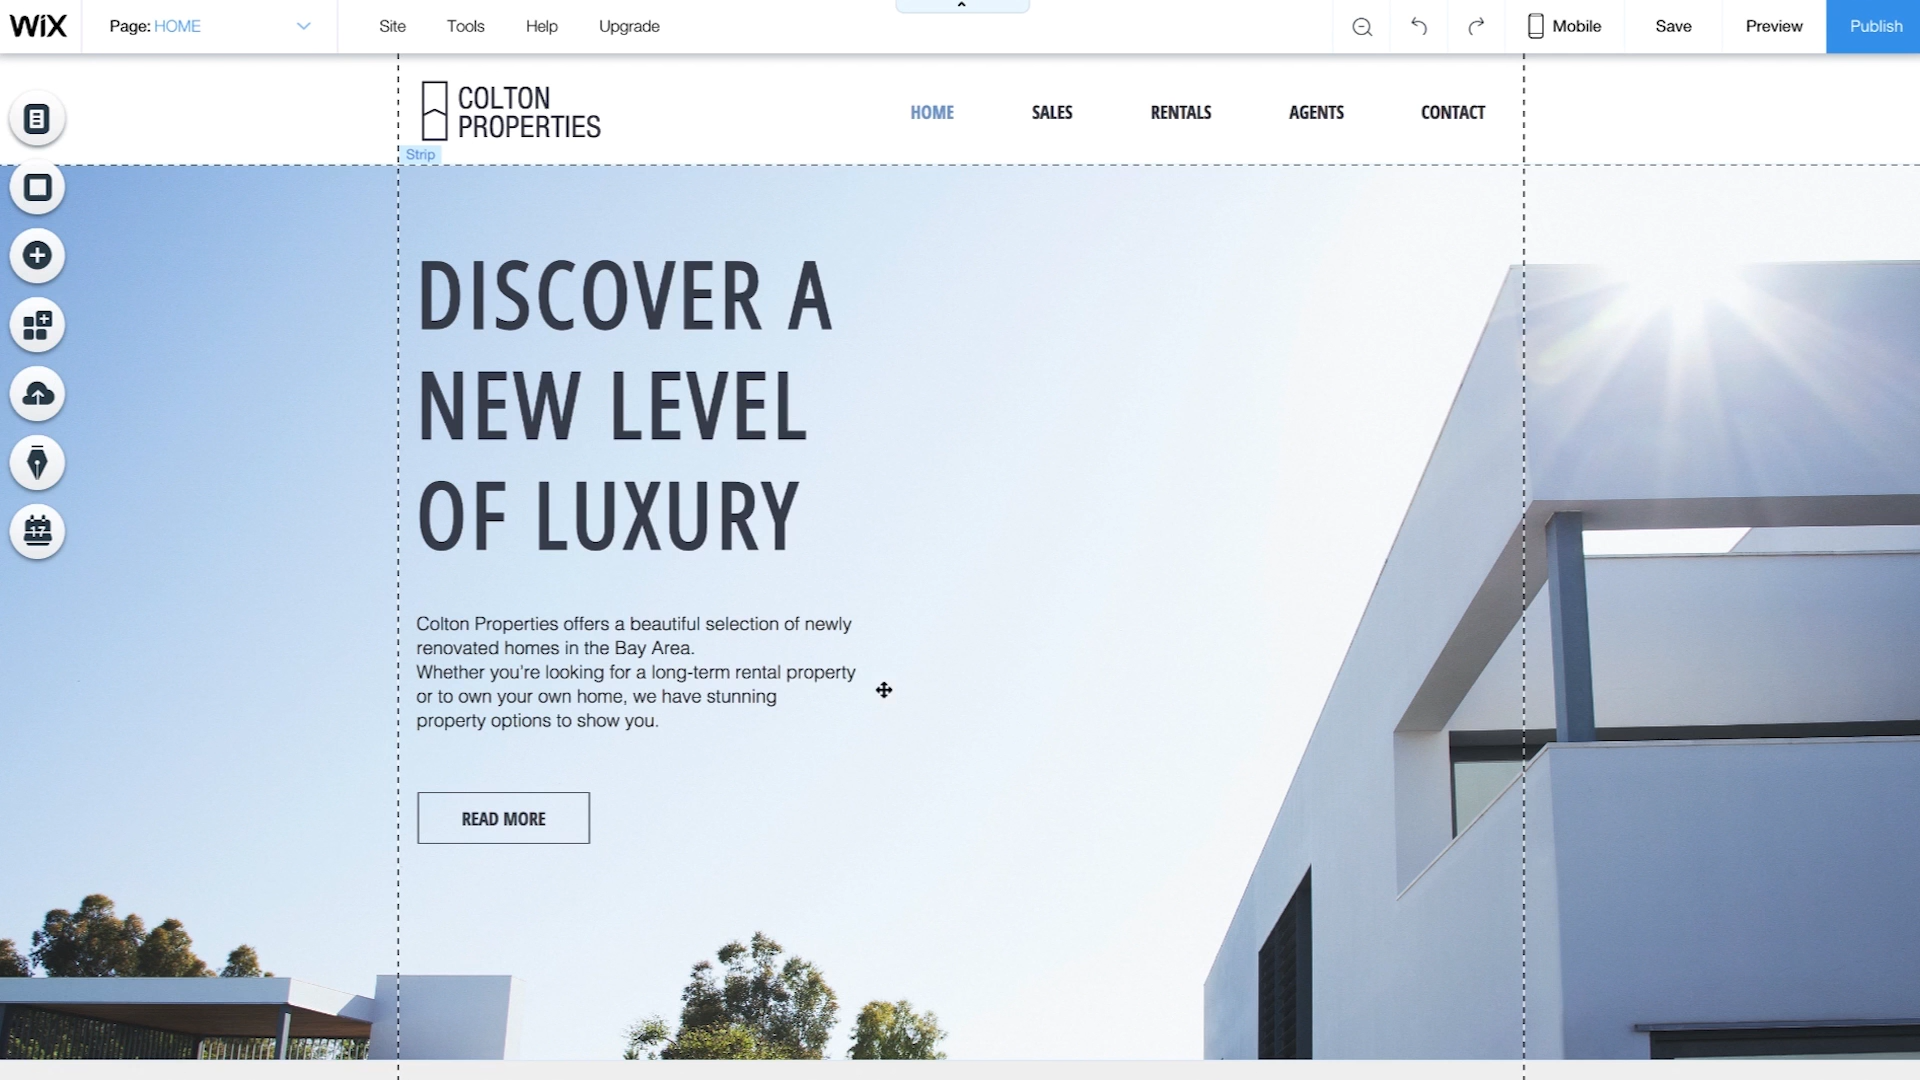 WiX
Page: HOME
Site
Tools
Help
Upgrade
Mobile
Save
Preview
Publish
COLTON
PROPERTIES
HOME
SALES
RENTALS
AGENTS
CONTACT
Strip
DISCOVER A
NEW LEVEL
OF LUXURY
17
Colton Properties offers a beautiful selection of newly
renovated homes in the Bay Area.
Whether you're looking for a long-term rental property
or to own your own home, we have stunning
property options to show you.
READ MORE